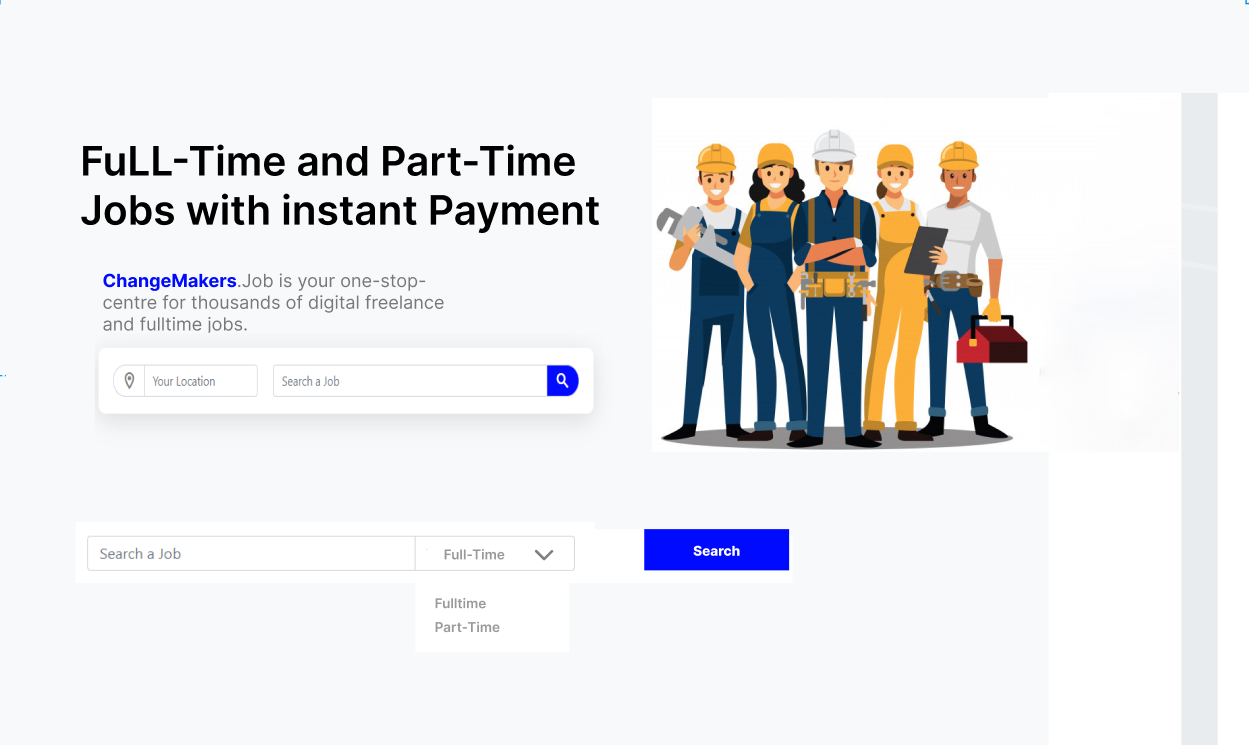 FuLL-Time and Part-Time
Jobs with instant Payment
ChangeMakers.Job is your one-stop-
centre for thousands of digital freelance
and fulltime jobs.
Your Location
Search a Job
Search a Job
Full-Time
Search
Fulltime
Part-Time